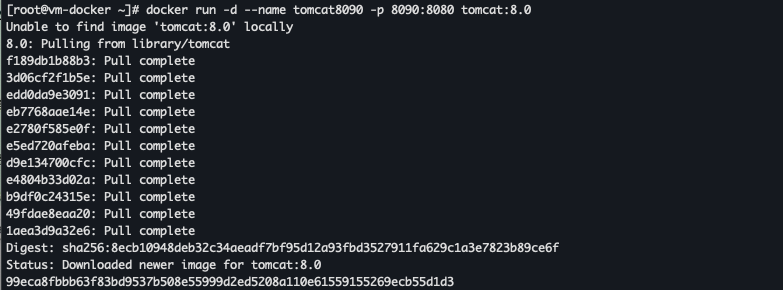 [root@vm-docker ~]# docker run -d --name tomcat8090 -p 8090:8080 tomcat:8.0
Unable to find image 'tomcat:8.0' locally
8.0: Pulling from library/tomcat
f189db1b88b3: Pull complete
3d06cf2f1b5e: Pull complete
edd0da9e3091: Pull complete
eb7768aae14e: Pull complete
e2780f585e0f: Pull complete
e5ed720afeba: Pull complete
d9e134700cfc: Pull complete
e4804b33d02a: Pull complete
b9df0c24315e: Pull complete
49fdae8eaa20: Pull complete
1aea3d9a32e6: Pull complete
Digest: sha256:8ecb10948deb32c34aeadf7bf95d12a93fbd3527911fa629c1a3e7823b89ce6f
Status: Downloaded newer image for tomcat:8.0
99eca8fbbb63f83bd9537b508e55999d2ed5208a110e61559155269ecb55d1d3